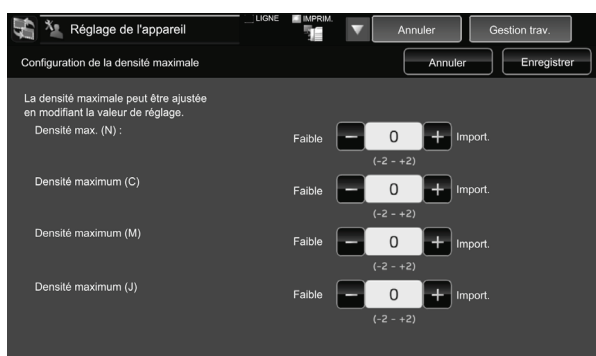 Réglage de l'appareil
LIGNE
IMPRIM.
Annuler
Gestion trav.
Configuration de la densité maximale
Annuler
Enregistrer
La densité maximale peut être ajustée
en modifiant la valeur de réglage.
Densité max. (N) :
Faible
−
0
+
Import.
(-2 - +2)
Densité maximum (C)
Faible
−
0
+
Import.
(-2 - +2)
Densité maximum (M)
Faible
−
0
+
Import.
(-2 - +2)
Densité maximum (J)
Faible
−
0
+
Import.
(-2 - +2)